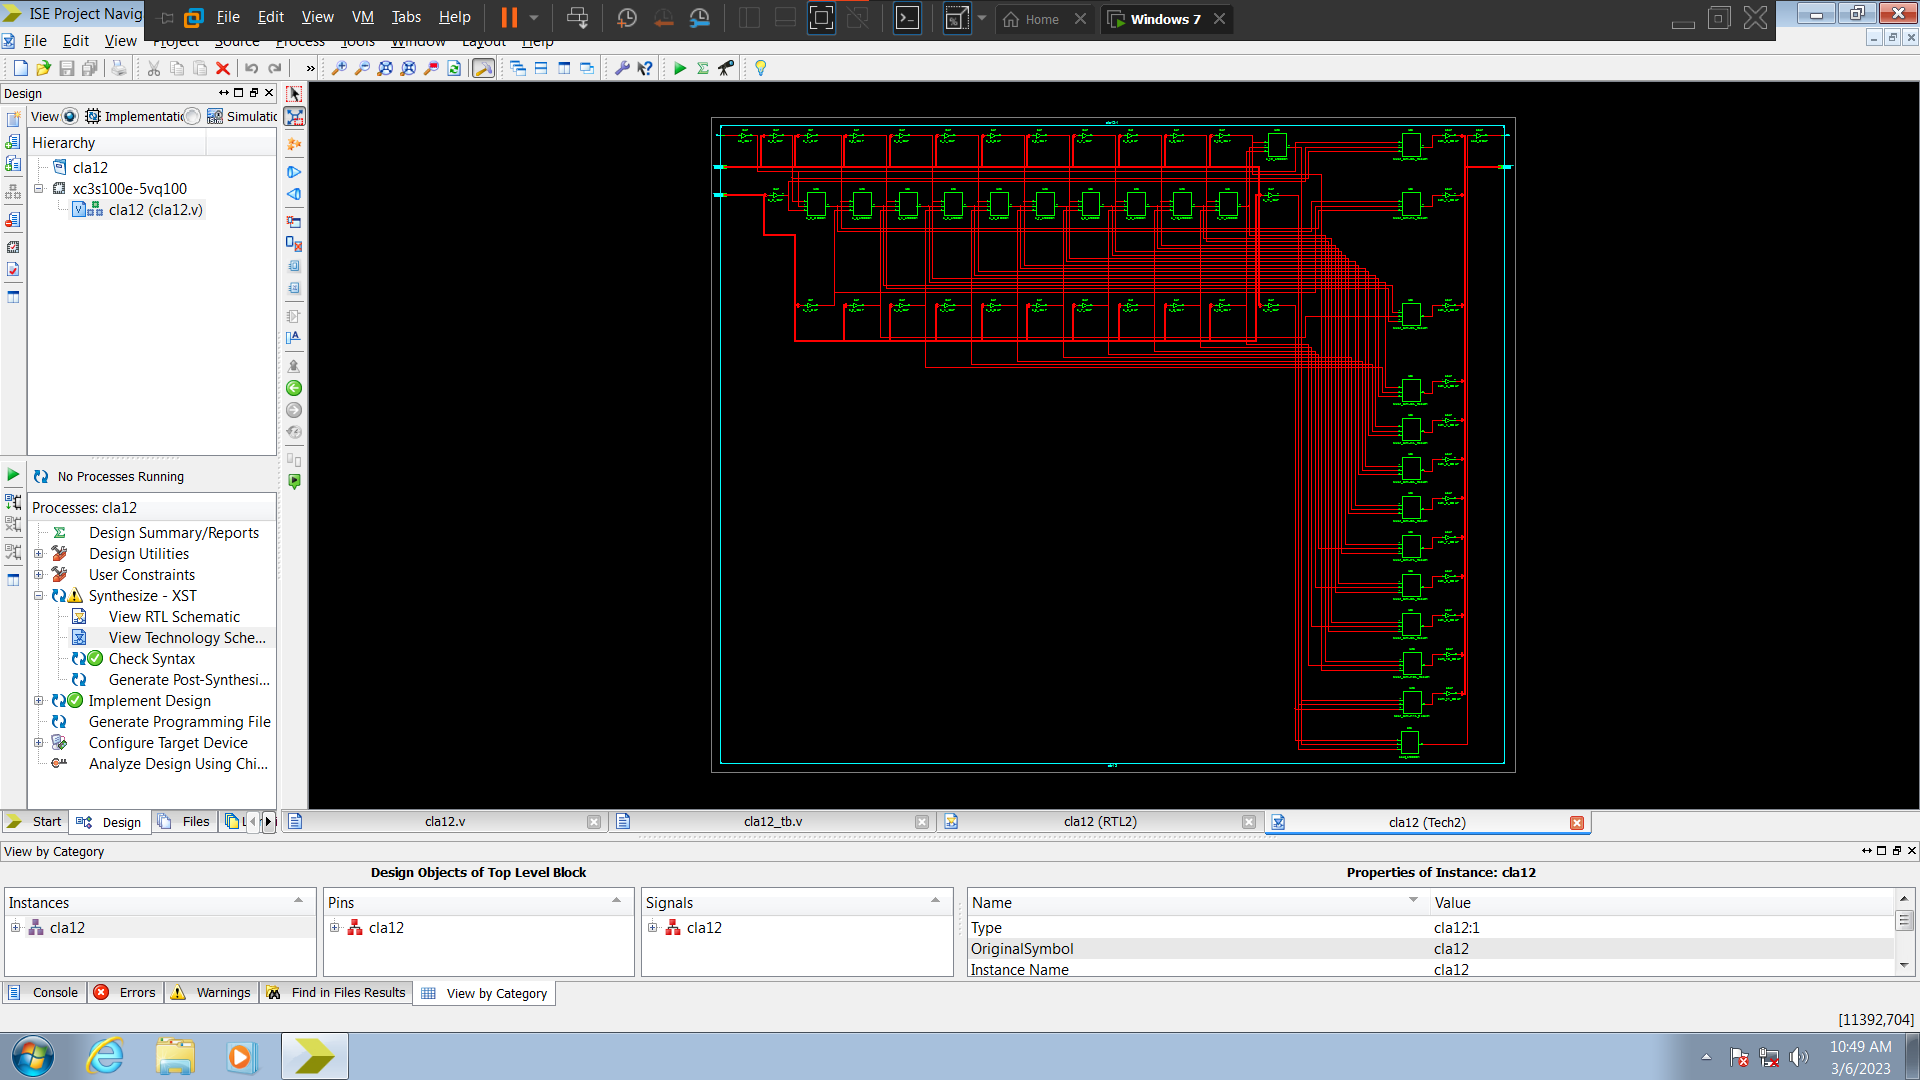 ISE Project Navig
File Edit View VM Tabs Help
Home
Windows 7
File Edit View Project Source Process Tools Window Layout Help
Design
View Implementatic Simulatic
Hierarchy
cla12
xc3s100e-5vq100
cla12 (cla12.v)
No Processes Running
Processes: cla12
Design Summary/Reports
Design Utilities
User Constraints
Synthesize - XST
View RTL Schematic
View Technology Sche...
Check Syntax
Generate Post-Synthesi...
Implement Design
Generate Programming File
Configure Target Device
Analyze Design Using Chi...
Start Design Files
cla12.v
cla12_tb.v
cla12 (RTL2)
cla12 (Tech2)
View by Category
Design Objects of Top Level Block
Properties of Instance: cla12
Instances Pins Signals Name Value
cla12 cla12 cla12 Type cla12:1
OriginalSymbol cla12
Instance Name cla12
Console Errors Warnings Find in Files Results View by Category
[11392,704]
10:49 AM
3/6/2023